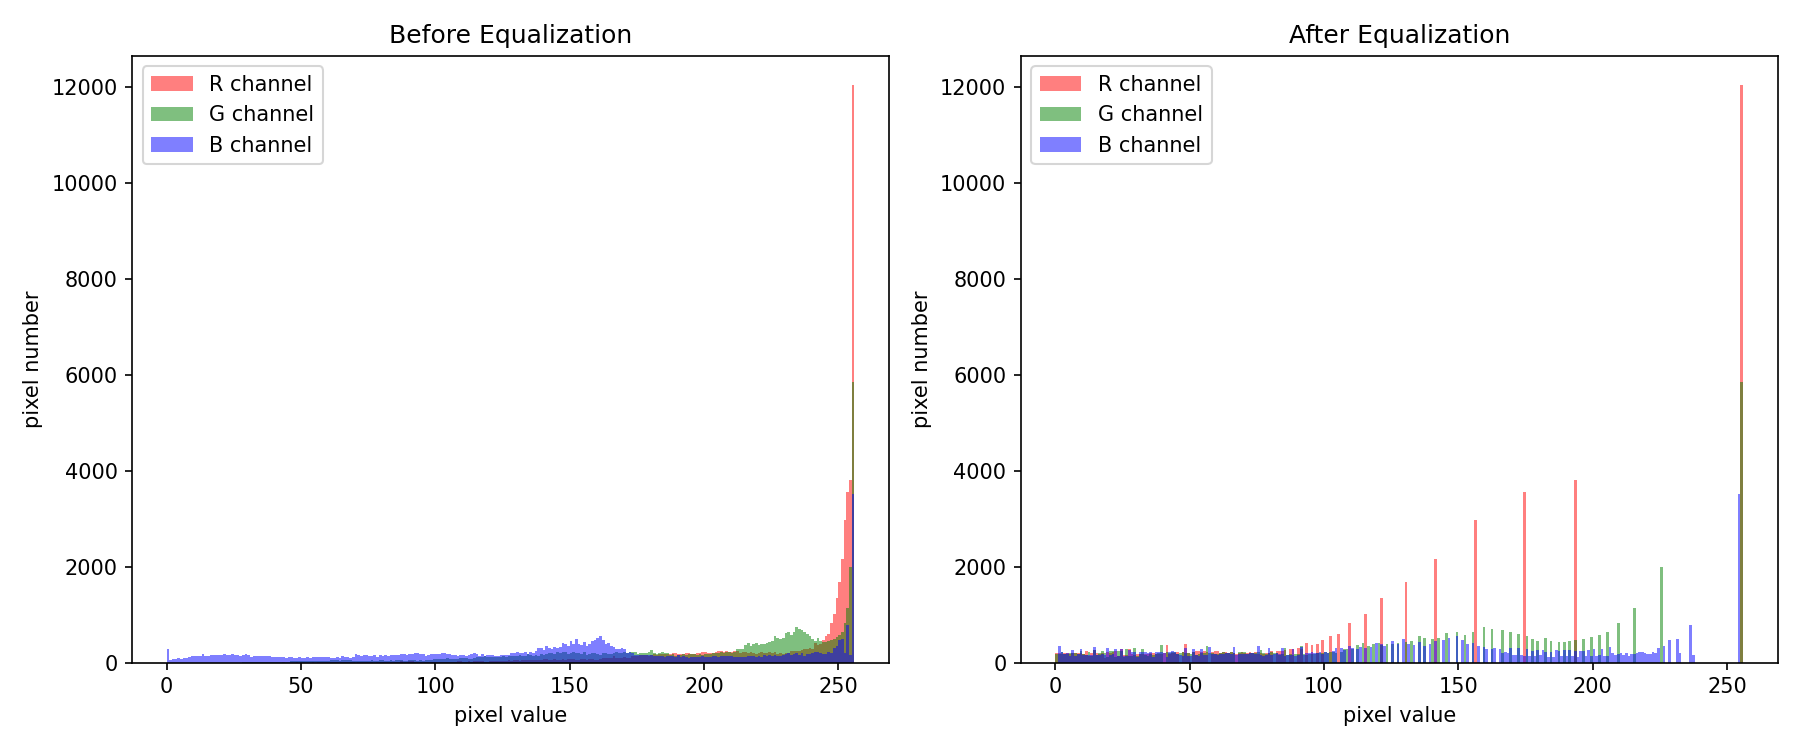 Before Equalization
R channel
G channel
B channel
12000
10000
8000
6000
4000
2000
0
pixel number
0 50 100 150 200 250
pixel value
After Equalization
R channel
G channel
B channel
12000
10000
8000
6000
4000
2000
0
pixel number
0 50 100 150 200 250
pixel value